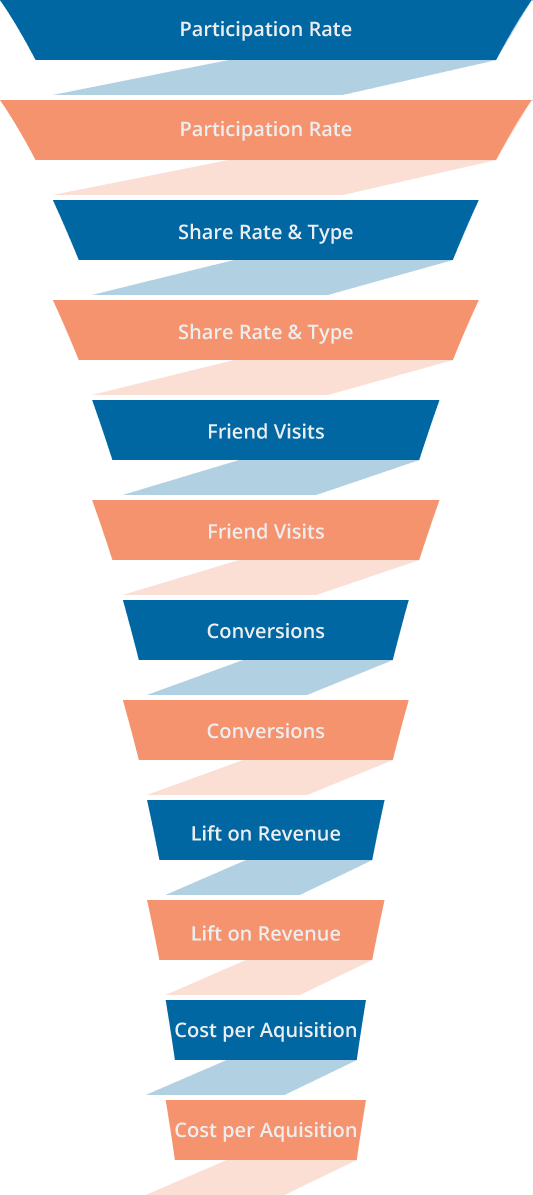 Participation Rate
Participation Rate
Share Rate & Type
Share Rate & Type
Friend Visits
Friend Visits
Conversions
Conversions
Lift on Revenue
Lift on Revenue
Cost per Aquisition
Cost per Aquisition